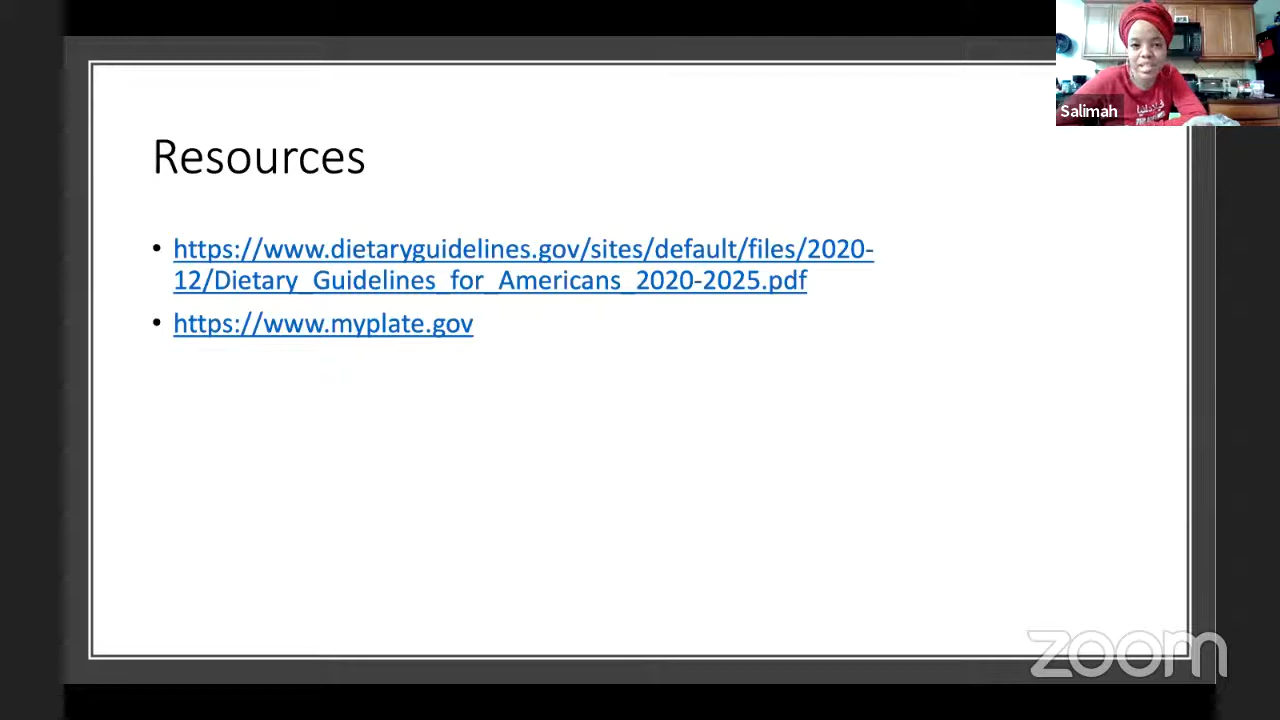 Salimah
فيلادلفيا
Resources
• https://www.dietaryguidelines.gov/sites/default/files/2020-
12/Dietary_Guidelines_for_Americans_2020-2025.pdf
• https://www.myplate.gov
zoom